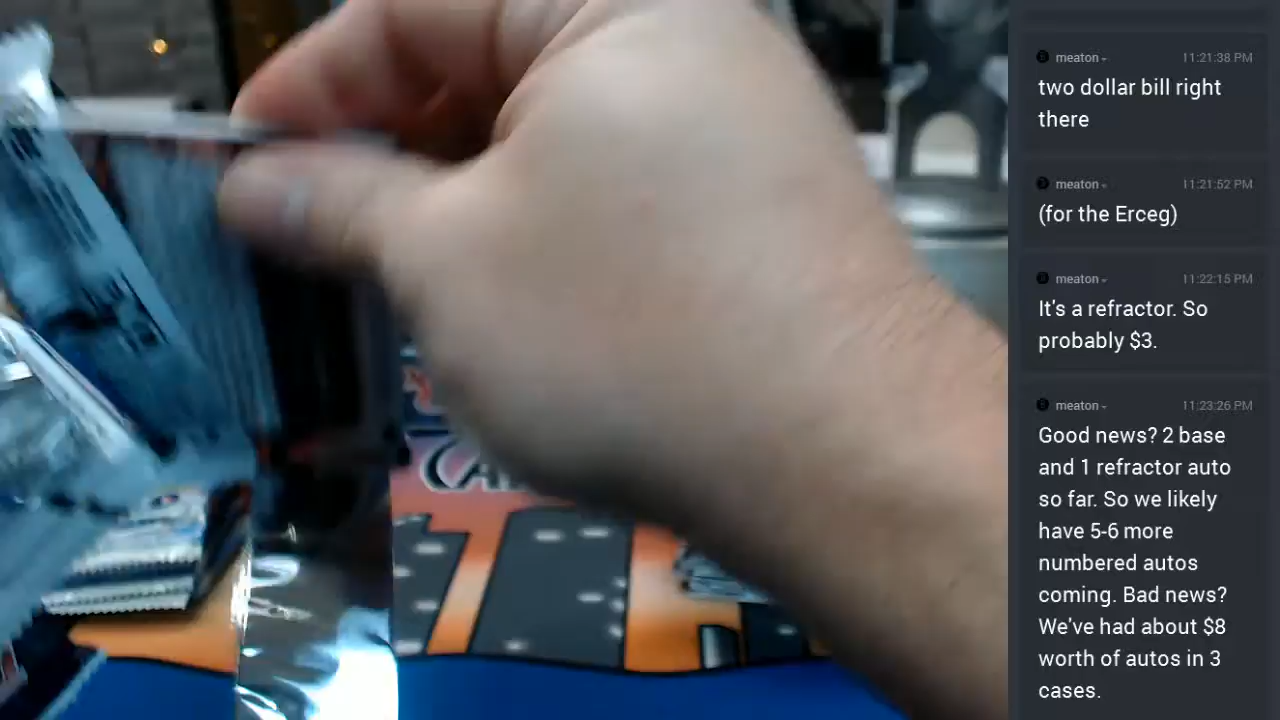 meaton
11:21:38 PM
two dollar bill right
there
meaton
11:21:52 PM
(for the Erceg)
meaton
11:22:15 PM
It's a refractor. So
probably $3.
meaton
11:23:26 PM
Good news? 2 base
and 1 refractor auto
so far. So we likely
have 5-6 more
numbered autos
coming. Bad news?
We've had about $8
worth of autos in 3
cases.